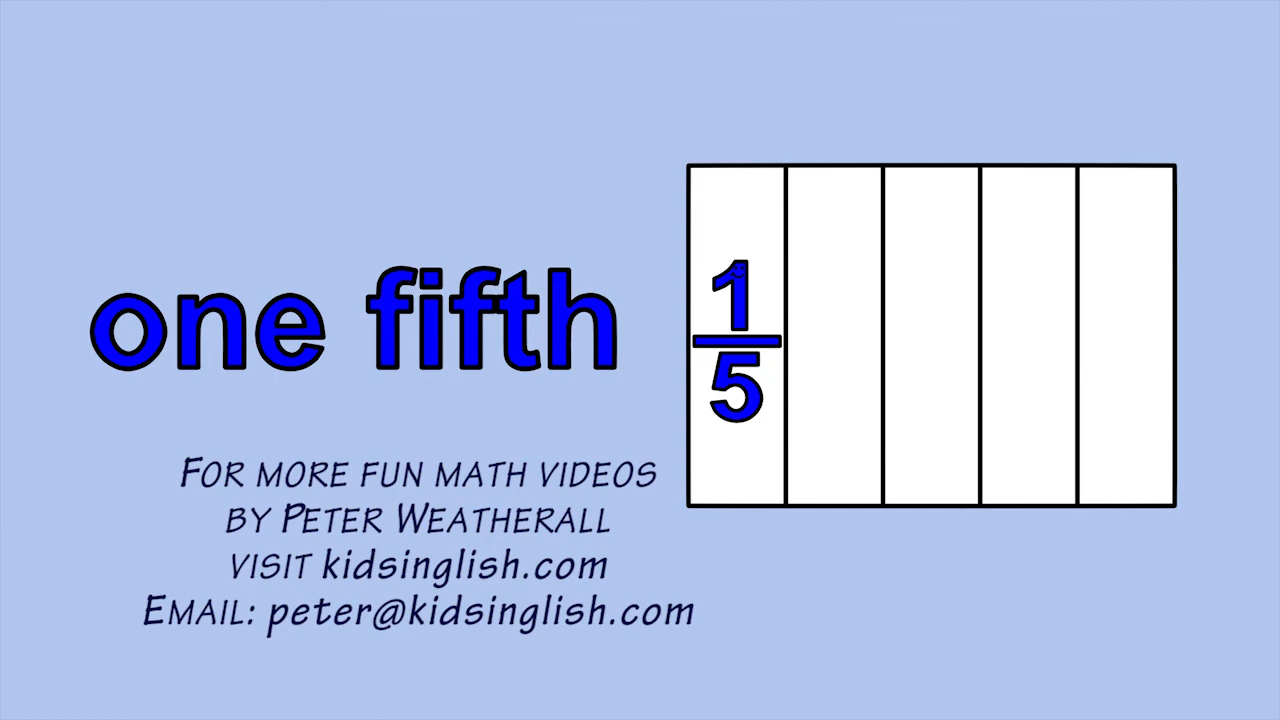 one fifth
1
5
FOR MORE FUN MATH VIDEOS
BY PETER WEATHERALL
VISIT kidsinglish.com
EMAIL: peter@kidsinglish.com